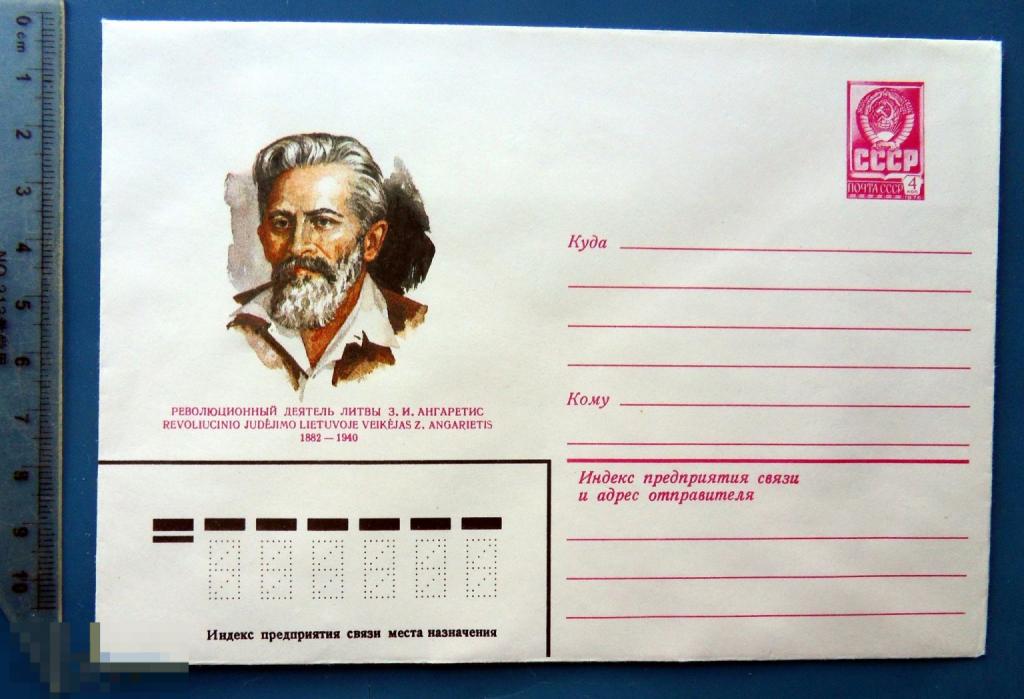 0 cm 1 2 3 4 5 6 7 8 9 10
СССР
ПОЧТА СССР 4
коп
Куда
Кому
РЕВОЛЮЦИОННЫЙ ДЕЯТЕЛЬ ЛИТВЫ З. И. АНГАРЕТИС
REVOLIUCINIO JUDĖJIMO LIETUVOJE VEIKĖJAS Z. ANGARIETIS
1882 — 1940
Индекс предприятия связи
и адрес отправителя
Индекс предприятия связи места назначения